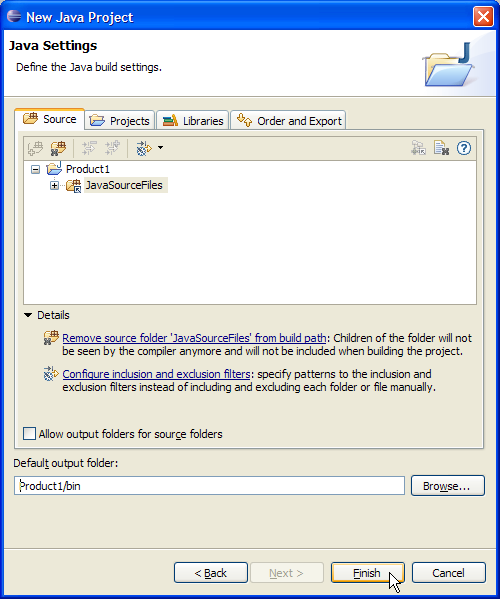 New Java Project
Java Settings
Define the Java build settings.
Source Projects Libraries Order and Export
Product1
JavaSourceFiles
Details
Remove source folder 'JavaSourceFiles' from build path: Children of the folder will not
be seen by the compiler anymore and will not be included when building the project.
Configure inclusion and exclusion filters: specify patterns to the inclusion and
exclusion filters instead of including and excluding each folder or file manually.
Allow output folders for source folders
Default output folder:
Product1/bin
Browse...
< Back Next > Finish Cancel